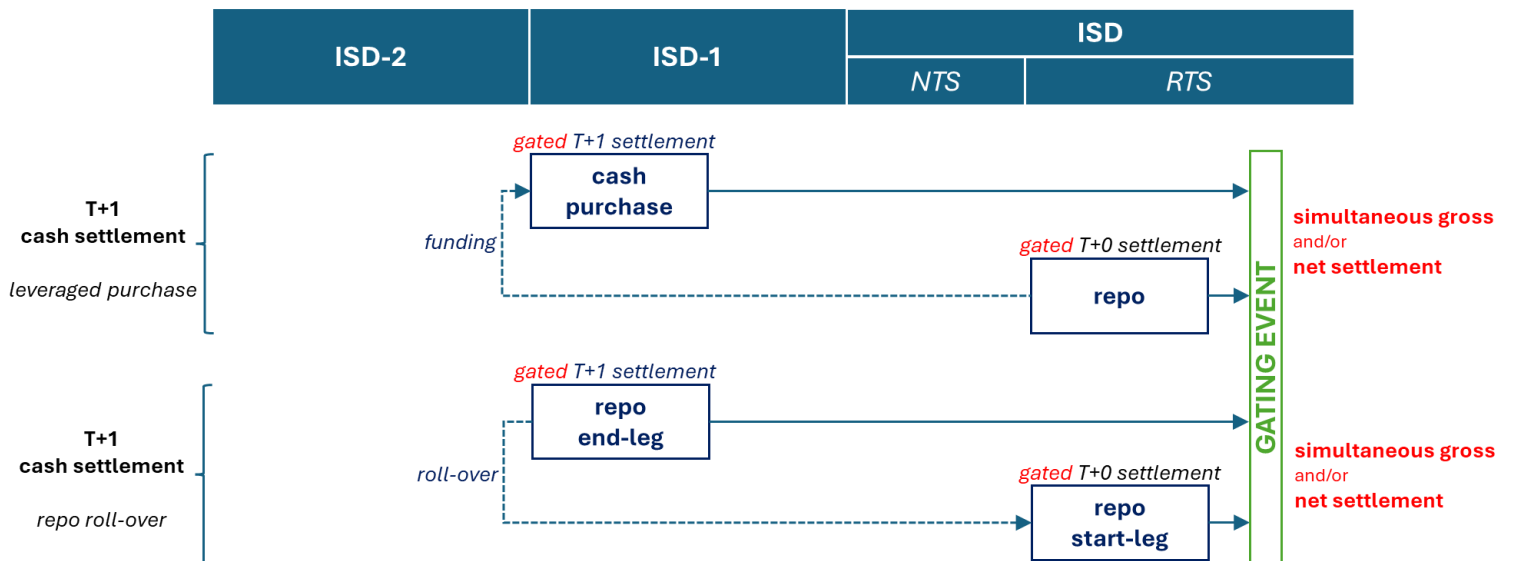 ISD-2
ISD-1
ISD
NTS
RTS
gated T+1 settlement
cash
purchase
T+1
cash settlement
leveraged purchase
funding
gated T+0 settlement
repo
simultaneous gross
and/or
net settlement
GATING EVENT
gated T+1 settlement
repo
end-leg
T+1
cash settlement
repo roll-over
roll-over
gated T+0 settlement
repo
start-leg
simultaneous gross
and/or
net settlement